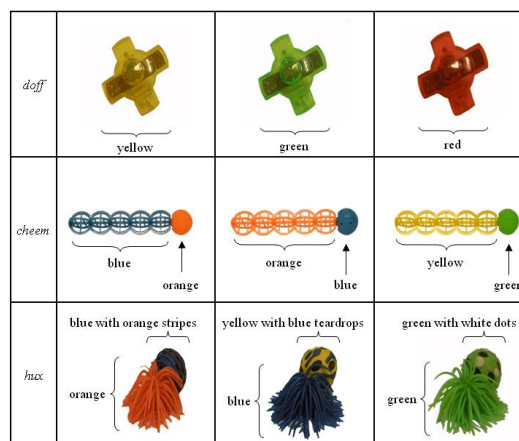 doff
yellow
green
red
cheem
blue
orange
orange
blue
yellow
green
hux
blue with orange stripes
orange
yellow with blue teardrops
blue
green with white dots
green